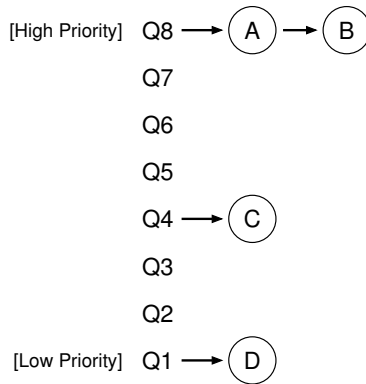 [High Priority] Q8 A B
Q7
Q6
Q5
Q4 C
Q3
Q2
[Low Priority] Q1 D